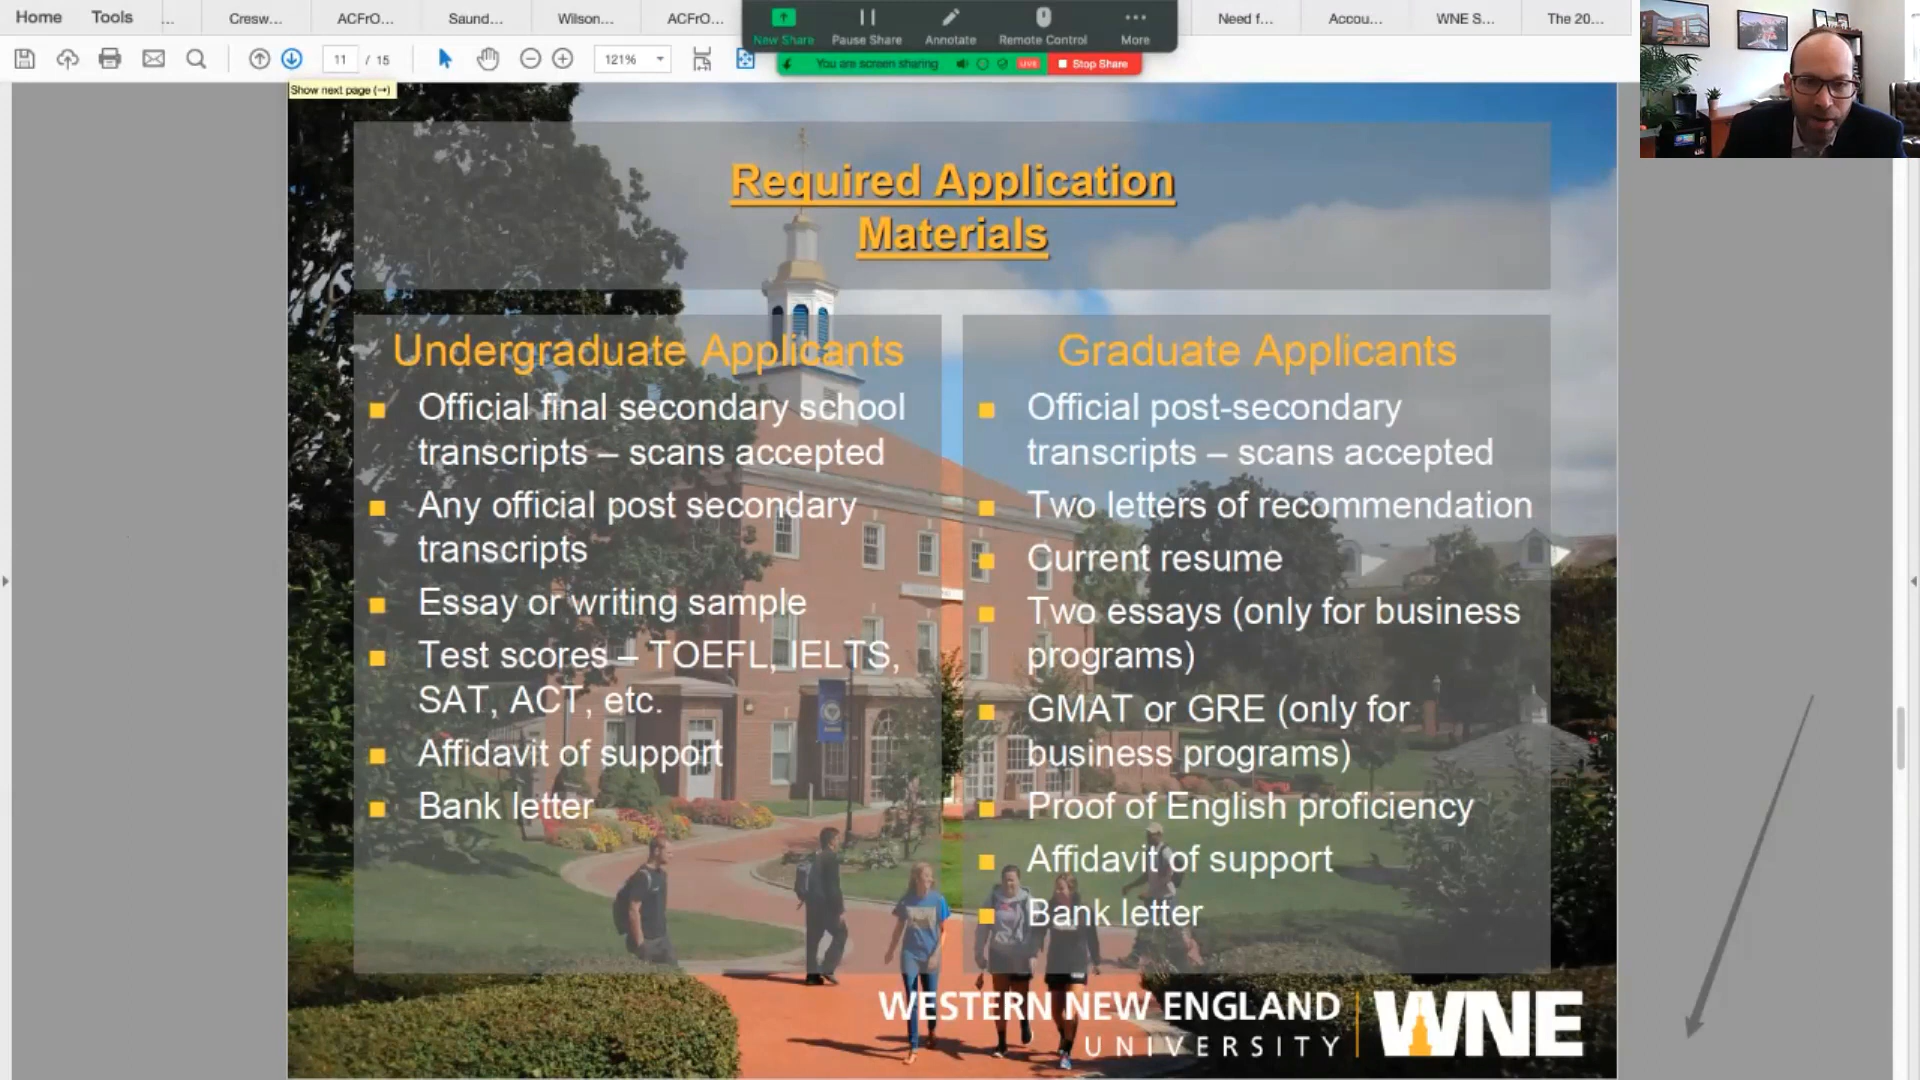 Home Tools ... Cresw... ACFrO... Saund... Wilson... ACFrO... Need f... Accou... WNE S... The 20...
New Share Pause Share Annotate Remote Control More
11 / 15 121%
You are screen sharing LIVE Stop Share
Show next page (→)
Required Application
Materials
Undergraduate Applicants
Official final secondary school
transcripts – scans accepted
Any official post secondary
transcripts
Essay or writing sample
Test scores – TOEFL, IELTS,
SAT, ACT, etc.
Affidavit of support
Bank letter
Graduate Applicants
Official post-secondary
transcripts – scans accepted
Two letters of recommendation
Current resume
Two essays (only for business
programs)
GMAT or GRE (only for
business programs)
Proof of English proficiency
Affidavit of support
Bank letter
WESTERN NEW ENGLAND
UNIVERSITY
WNE